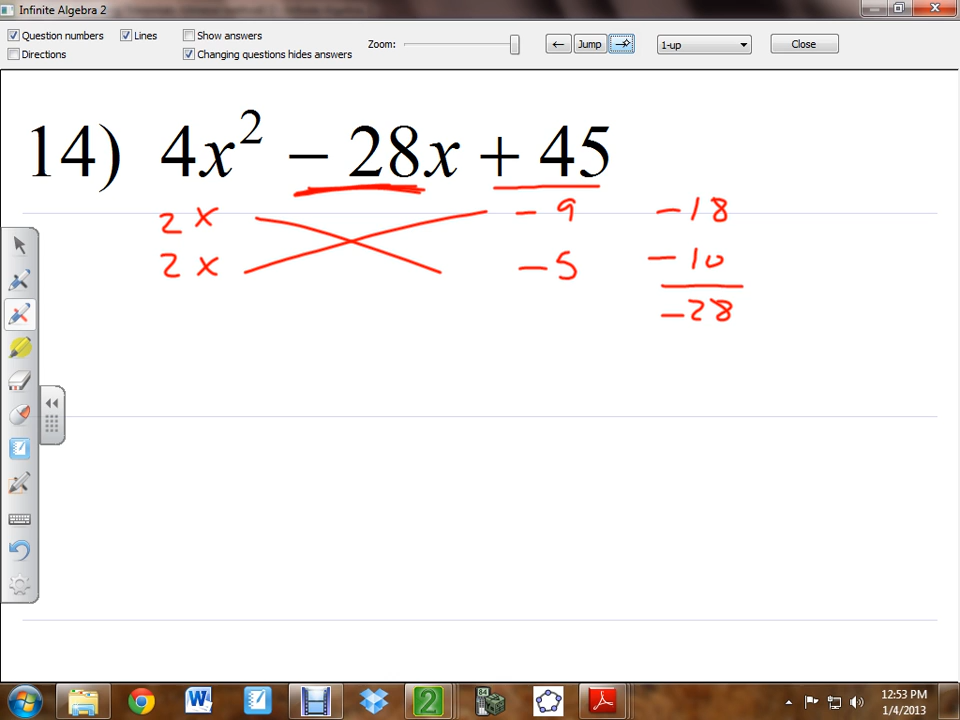 Infinite Algebra 2
Question numbers Lines Show answers Zoom: Jump 1-up Close
Directions Changing questions hides answers
14) 4x² − 28x + 45
2x − 9 − 18
2x − 5 − 10
− 28
12:53 PM
1/4/2013